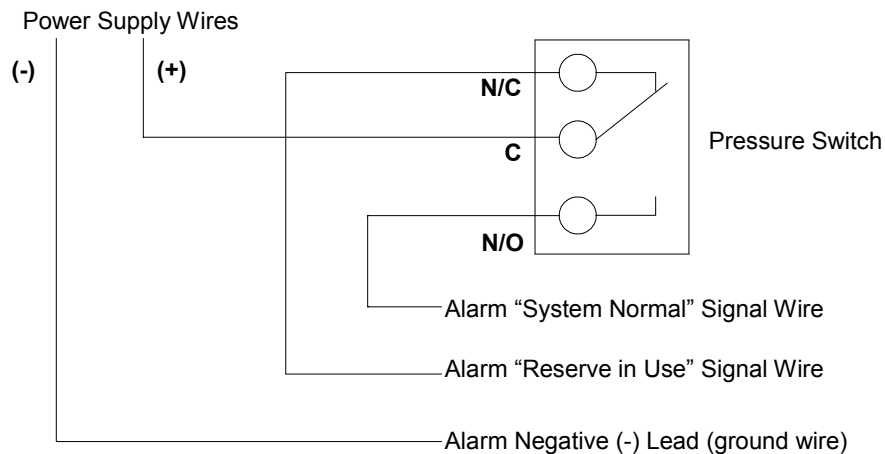 Power Supply Wires
(-)
(+)
N/C
C
Pressure Switch
N/O
Alarm “System Normal” Signal Wire
Alarm “Reserve in Use” Signal Wire
Alarm Negative (-) Lead (ground wire)